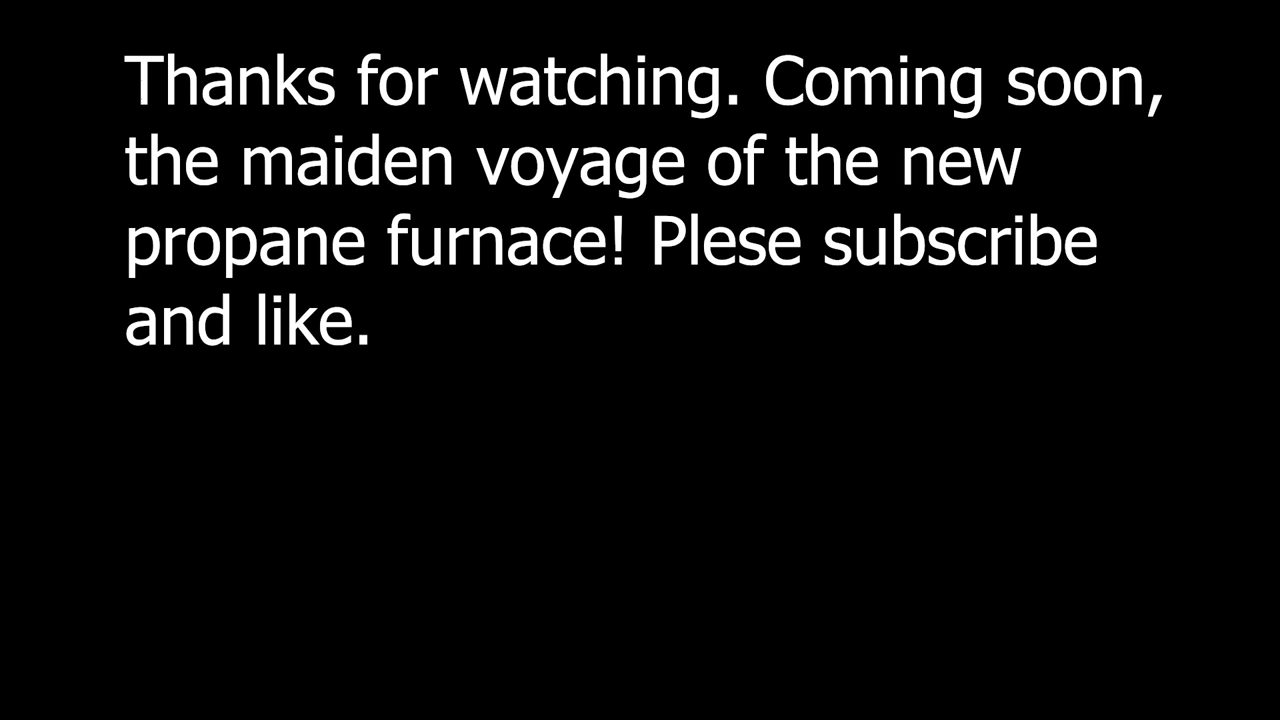 Thanks for watching. Coming soon,
the maiden voyage of the new
propane furnace! Plese subscribe
and like.